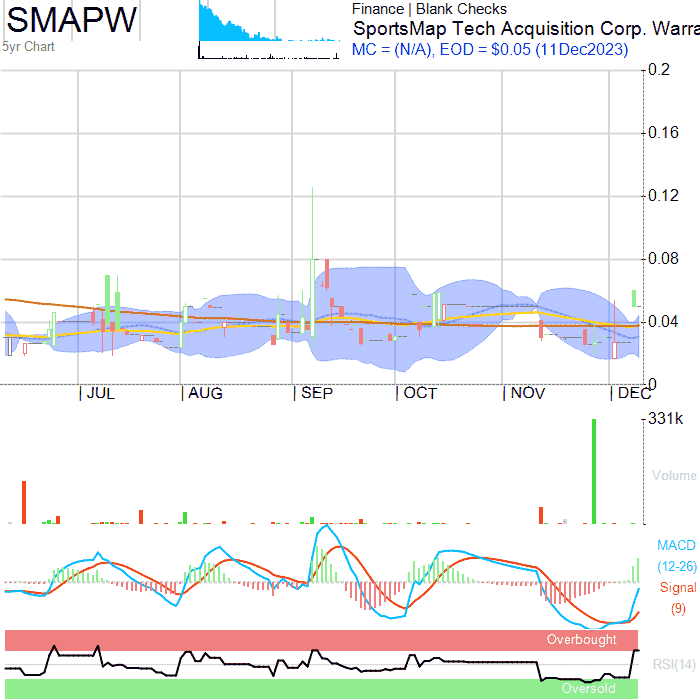 SMAPW
5yr Chart
Finance | Blank Checks
SportsMap Tech Acquisition Corp. Warra
MC = (N/A), EOD = $0.05 (11Dec2023)
0.2
0.16
0.12
0.08
0.04
0
JUL AUG SEP OCT NOV DEC
331k
Volume
MACD
(12-26)
Signal
(9)
Overbought
RSI(14)
Oversold